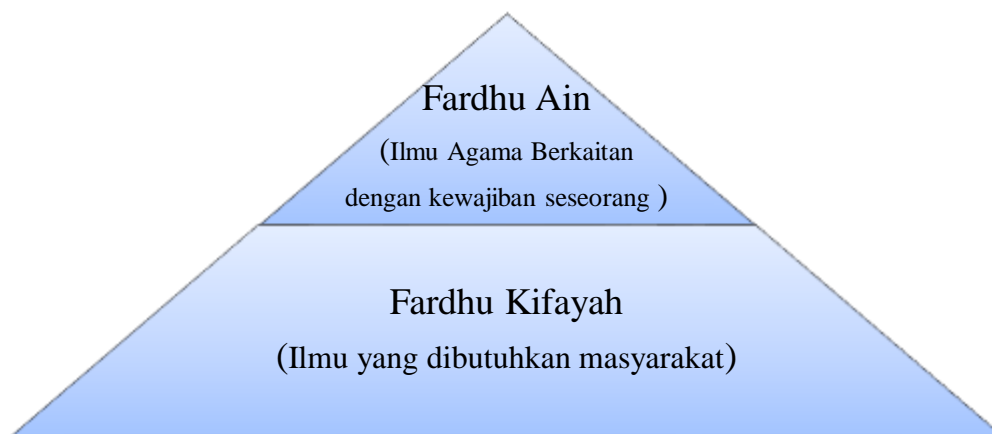 Fardhu Ain
(Ilmu Agama Berkaitan
dengan kewajiban seseorang )
Fardhu Kifayah
(Ilmu yang dibutuhkan masyarakat)